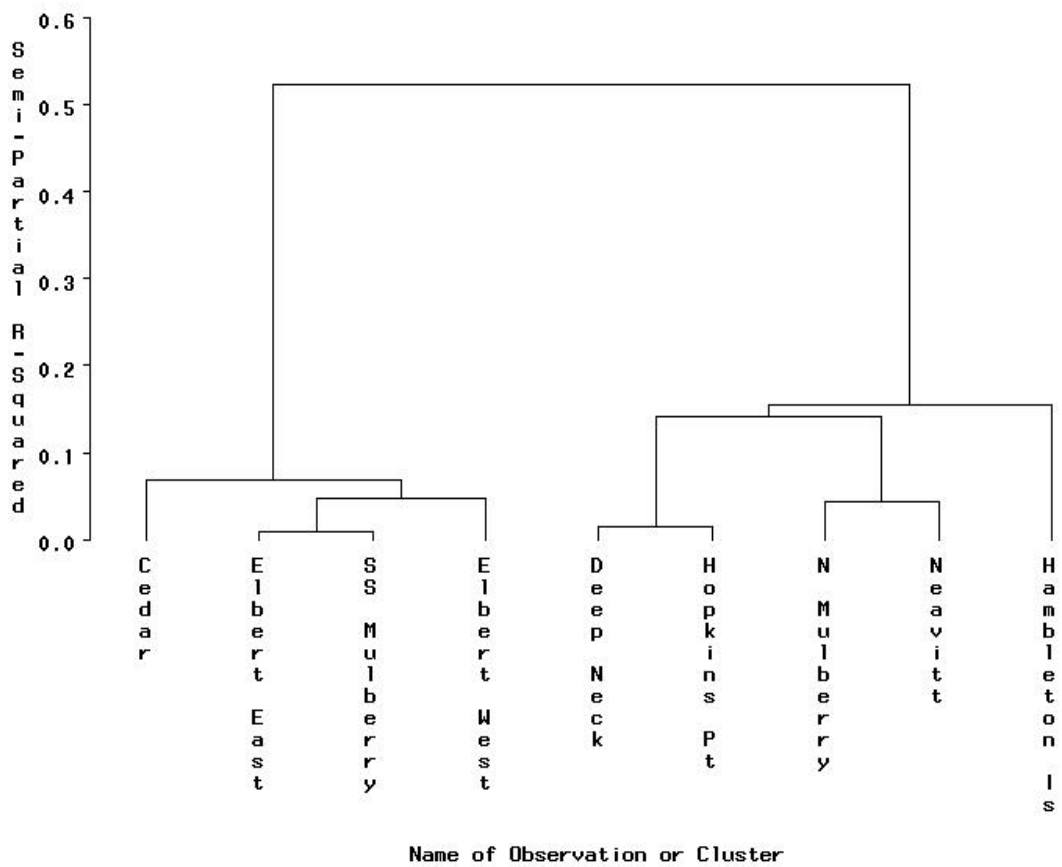 Semi-Partial R-Squared
0.6
0.5
0.4
0.3
0.2
0.1
0.0
Cedar
Elbert East
SS Mulberry
Elbert West
Deep Neck
Hopkins Pt
N Mulberry
Neavitt
Hambleton Is
Name of Observation or Cluster